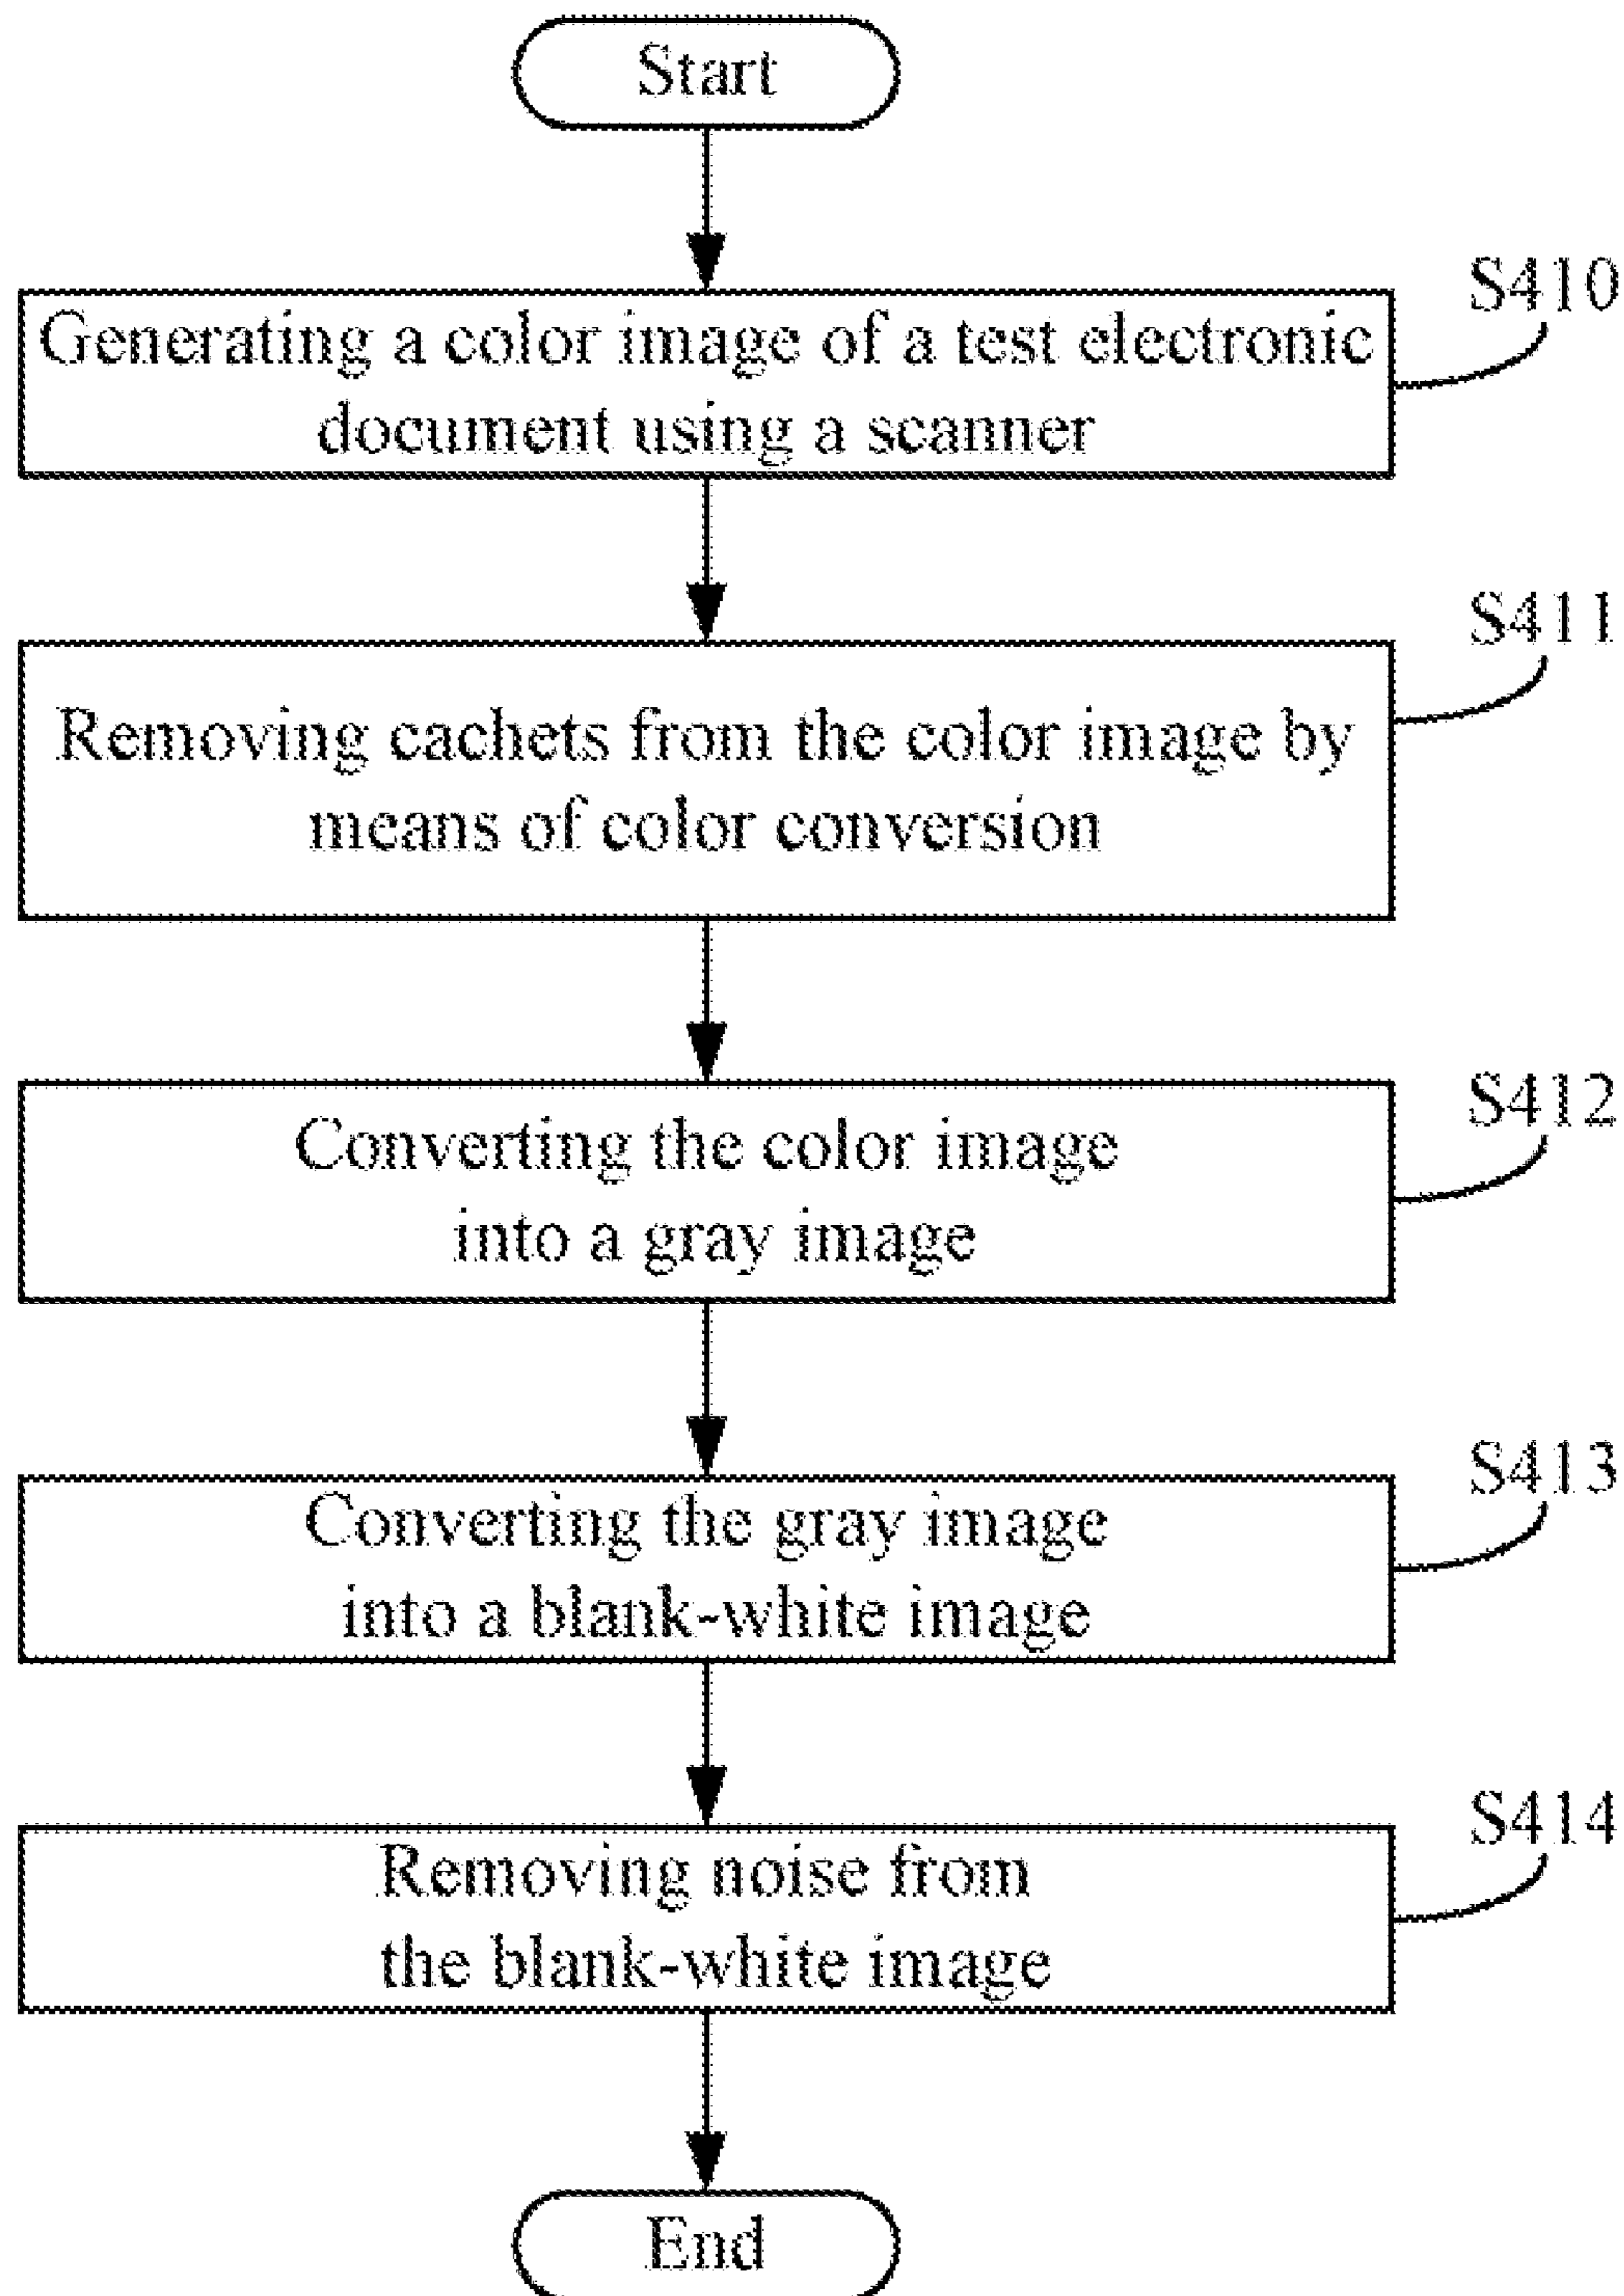 Start
S410
Generating a color image of a test electronic
document using a scanner
S411
Removing cachets from the color image by
means of color conversion
S412
Converting the color image
into a gray image
S413
Converting the gray image
into a blank-white image
S414
Removing noise from
the blank-white image
End